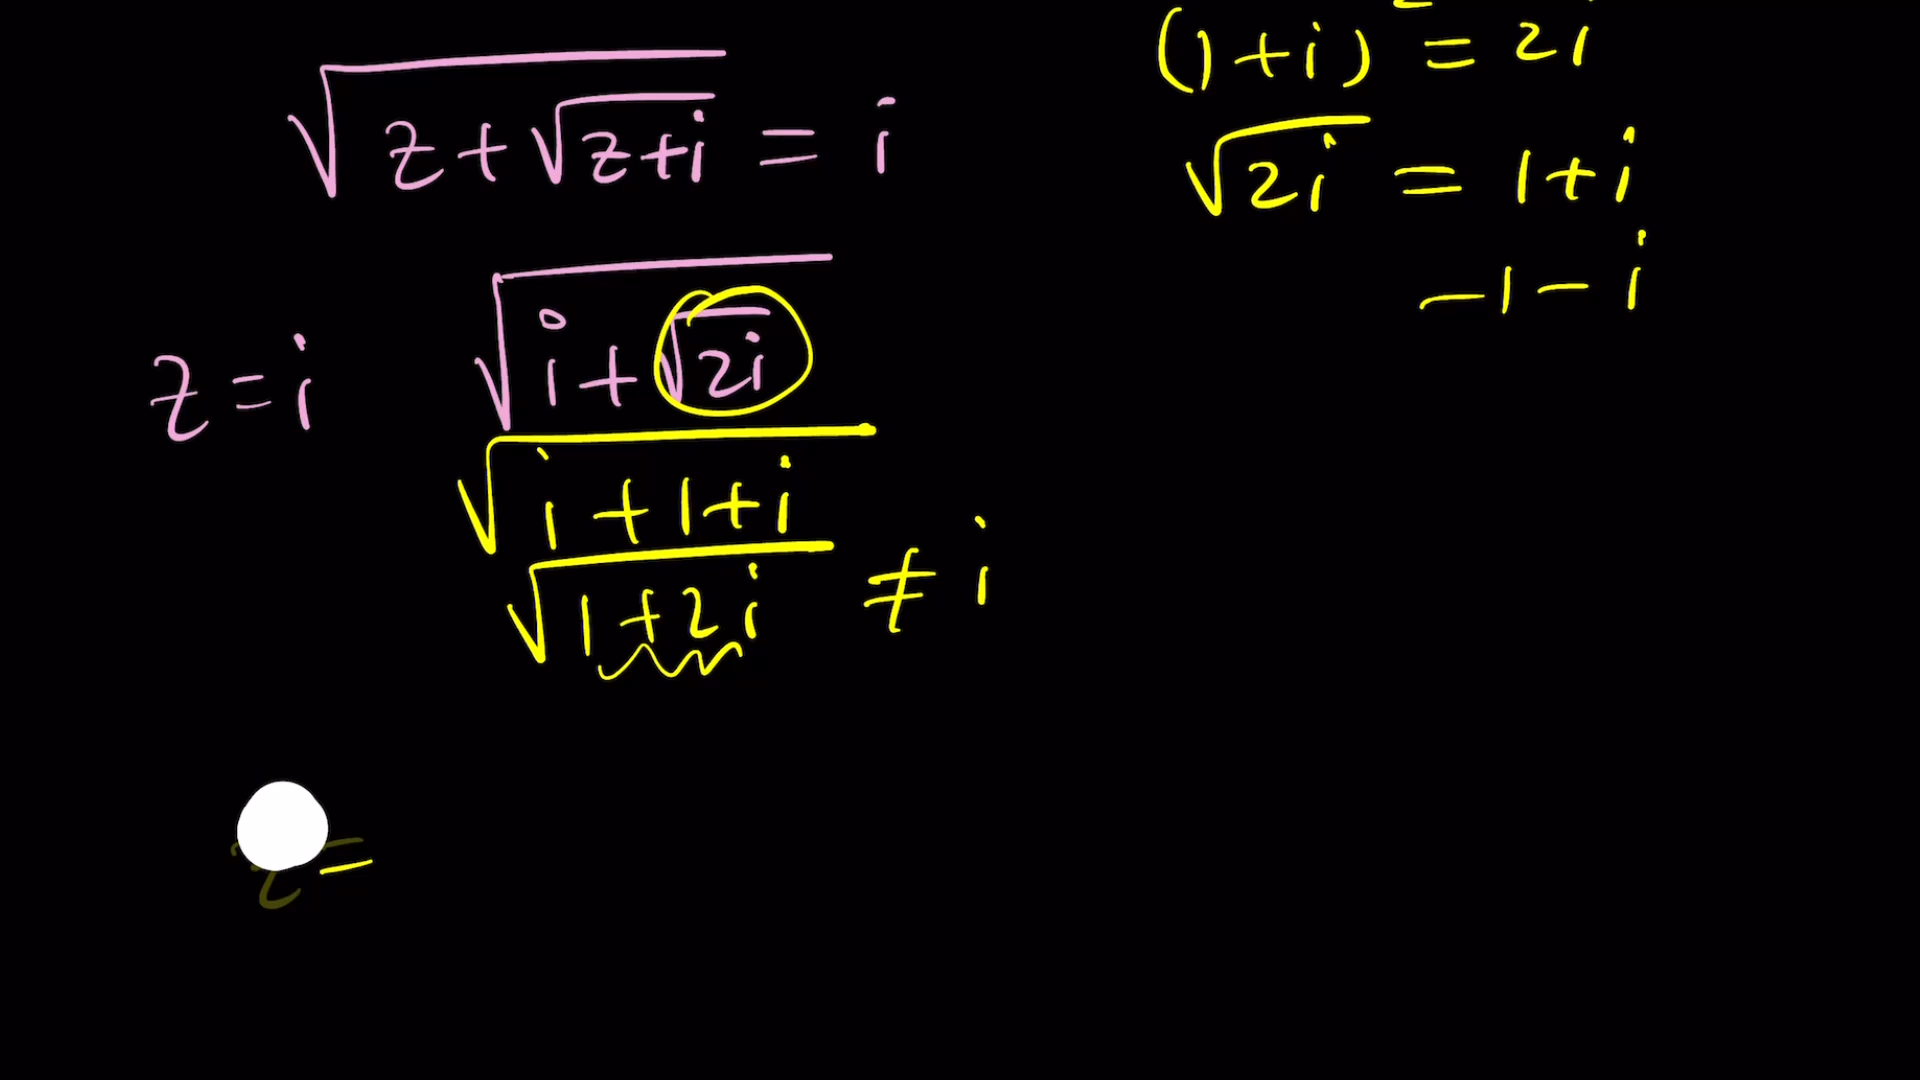 √(z+√(z+i)) = i
(1+i)² = 2i
√(2i) = 1+i
-1-i
z=i
√(i+√(2i))
√(i+1+i)
√(1+2i) ≠ i
z=